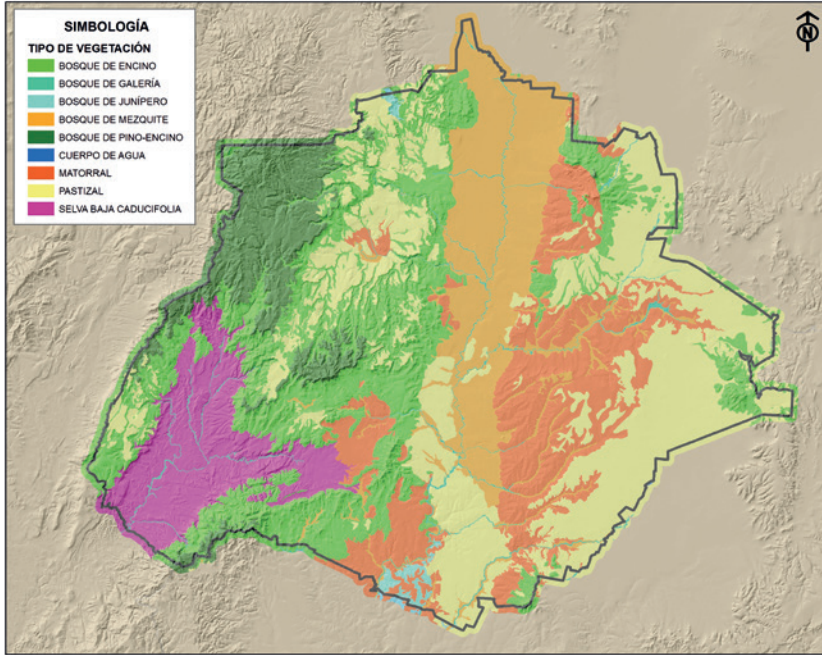 SIMBOLOGÍA
TIPO DE VEGETACIÓN
BOSQUE DE ENCINO
BOSQUE DE GALERÍA
BOSQUE DE JUNÍPERO
BOSQUE DE MEZQUITE
BOSQUE DE PINO-ENCINO
CUERPO DE AGUA
MATORRAL
PASTIZAL
SELVA BAJA CADUCIFOLIA
N